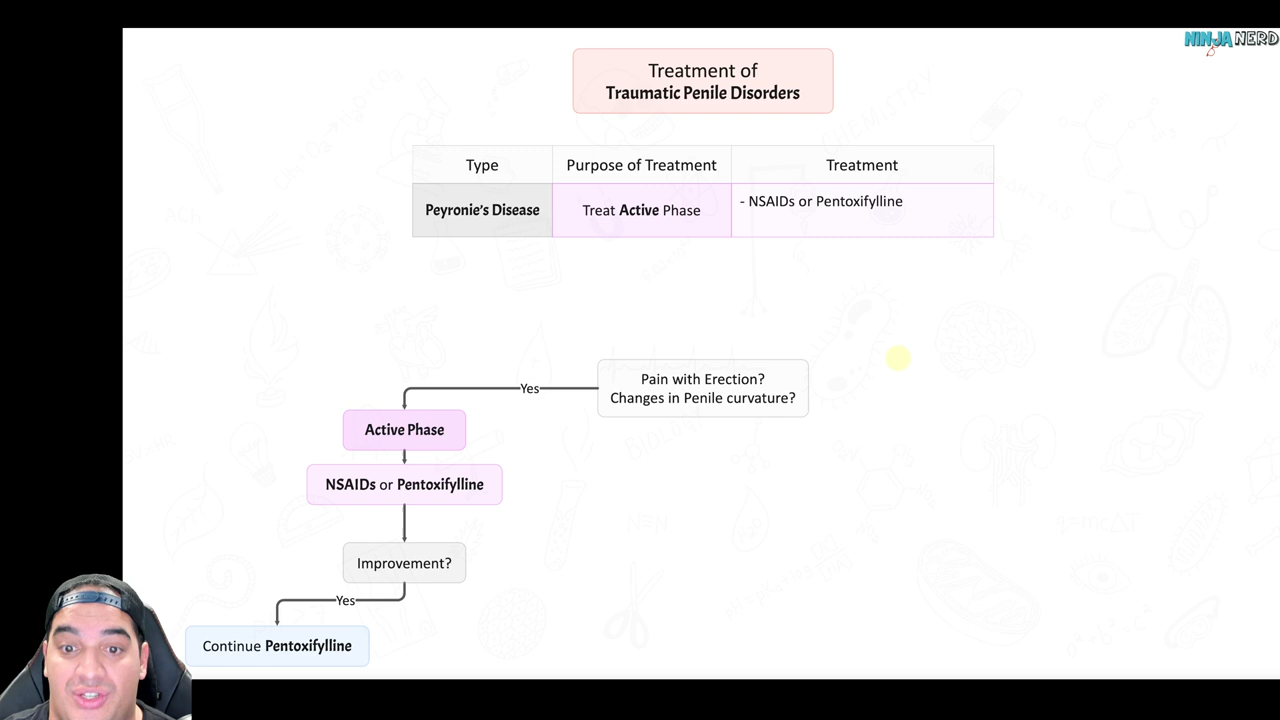 NINJA NERD
Treatment of
Traumatic Penile Disorders
Type Purpose of Treatment Treatment
Peyronie's Disease Treat Active Phase - NSAIDs or Pentoxifylline
Pain with Erection?
Changes in Penile curvature?
Yes
Active Phase
NSAIDs or Pentoxifylline
Improvement?
Yes
Continue Pentoxifylline